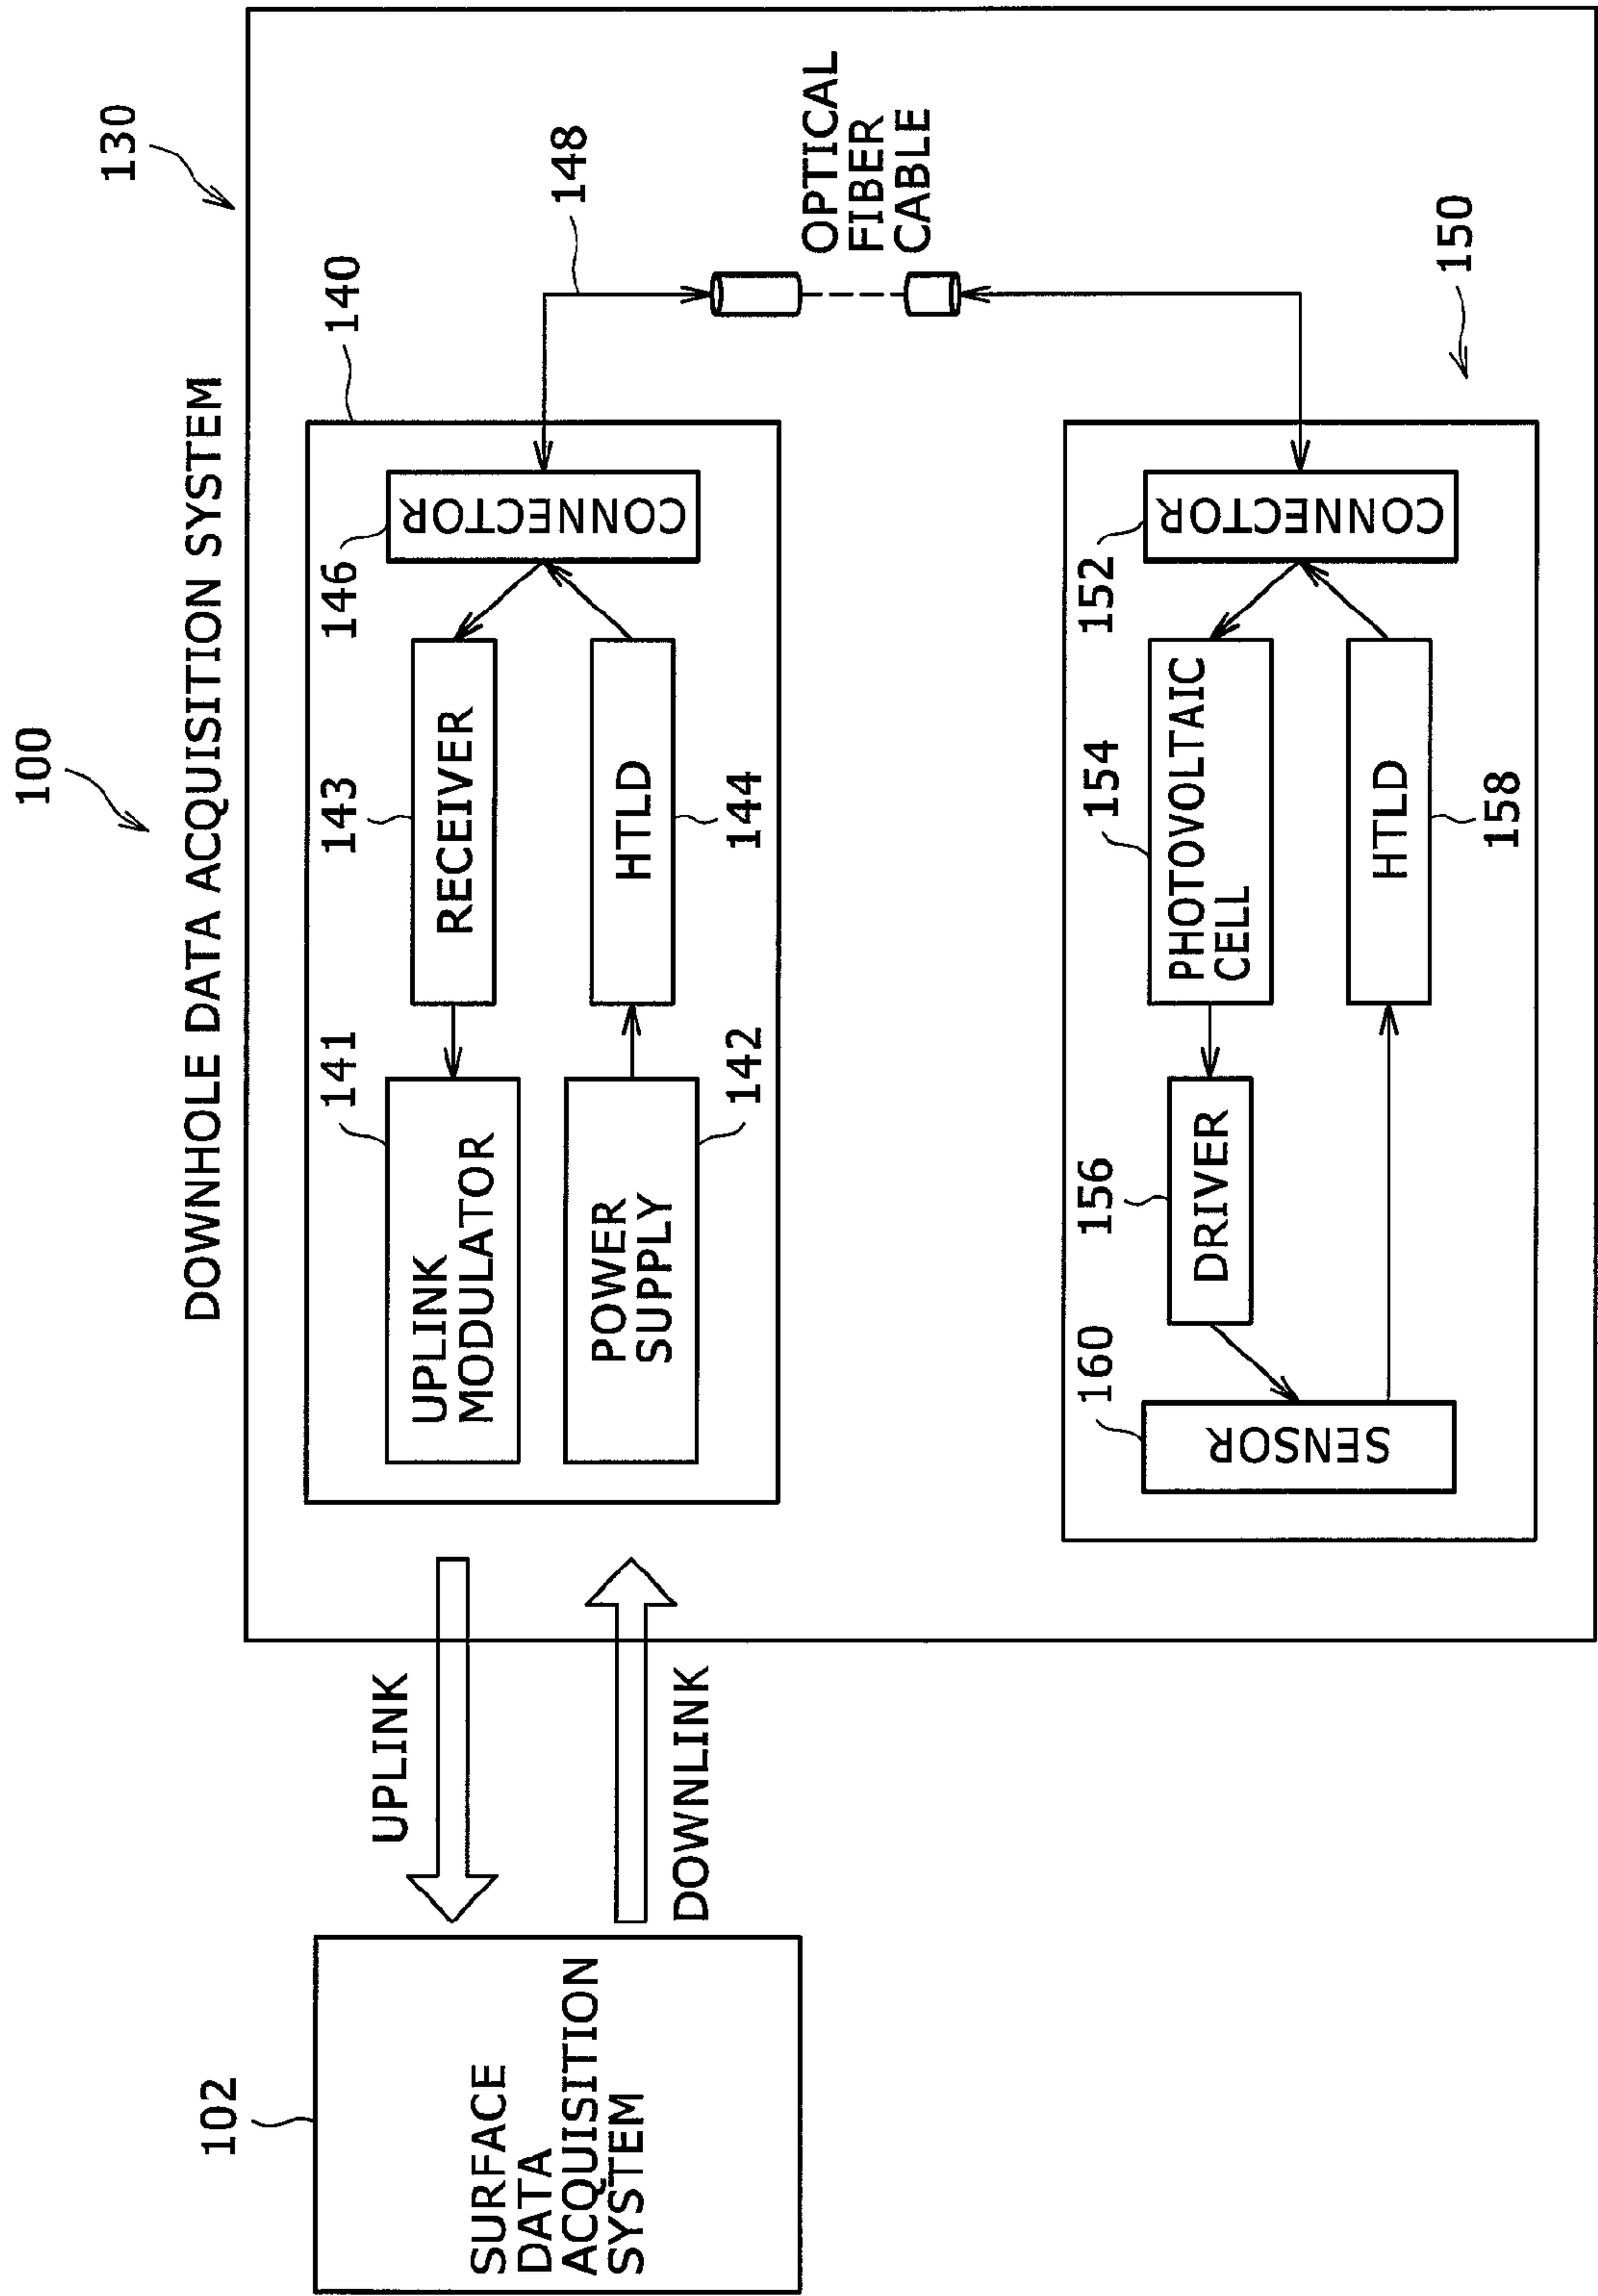 100
DOWNHOLE DATA ACQUISITION SYSTEM
130
102
SURFACE
DATA
ACQUISITION
SYSTEM
UPLINK
DOWNLINK
140
141
UPLINK
MODULATOR
143
RECEIVER
146
CONNECTOR
POWER
SUPPLY
142
HTLD
144
148
OPTICAL
FIBER
CABLE
150
160
SENSOR
156
DRIVER
154
PHOTOVOLTAIC
CELL
152
CONNECTOR
HTLD
158